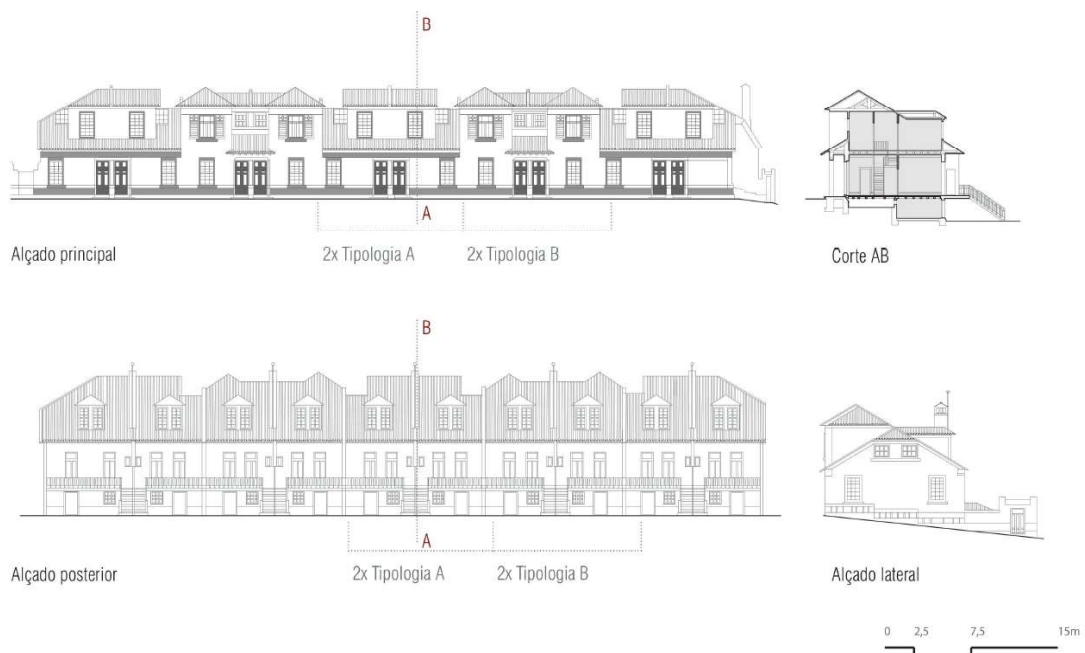 B
A
Alçado principal
2x Tipologia A
2x Tipologia B
Corte AB
B
A
2x Tipologia A
2x Tipologia B
Alçado posterior
Alçado lateral
0 2,5 7,5 15m